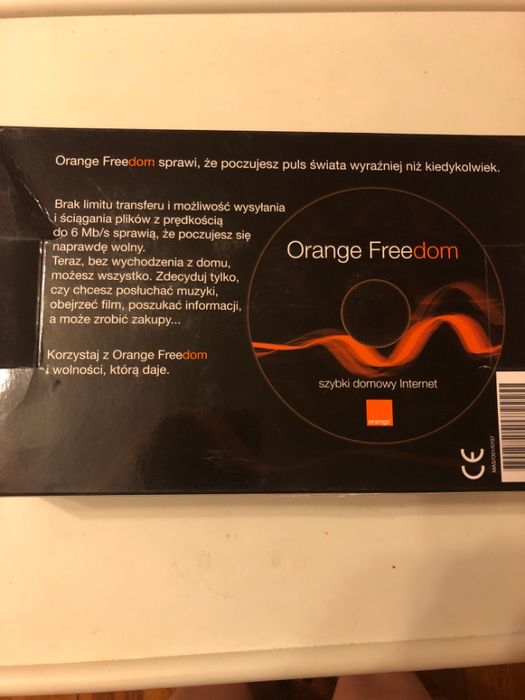 Orange Freedom sprawi, że poczujesz puls świata wyraźniej niż kiedykolwiek.
Brak limitu transferu i możliwość wysyłania
i ściągania plików z prędkością
do 6 Mb/s sprawią, że poczujesz się
naprawdę wolny.
Teraz, bez wychodzenia z domu,
możesz wszystko. Zdecyduj tylko,
czy chcesz posłuchać muzyki,
obejrzeć film, poszukać informacji,
a może zrobić zakupy...
Korzystaj z Orange Freedom
i wolności, którą daje.
Orange Freedom
szybki domowy Internet
orange
CE